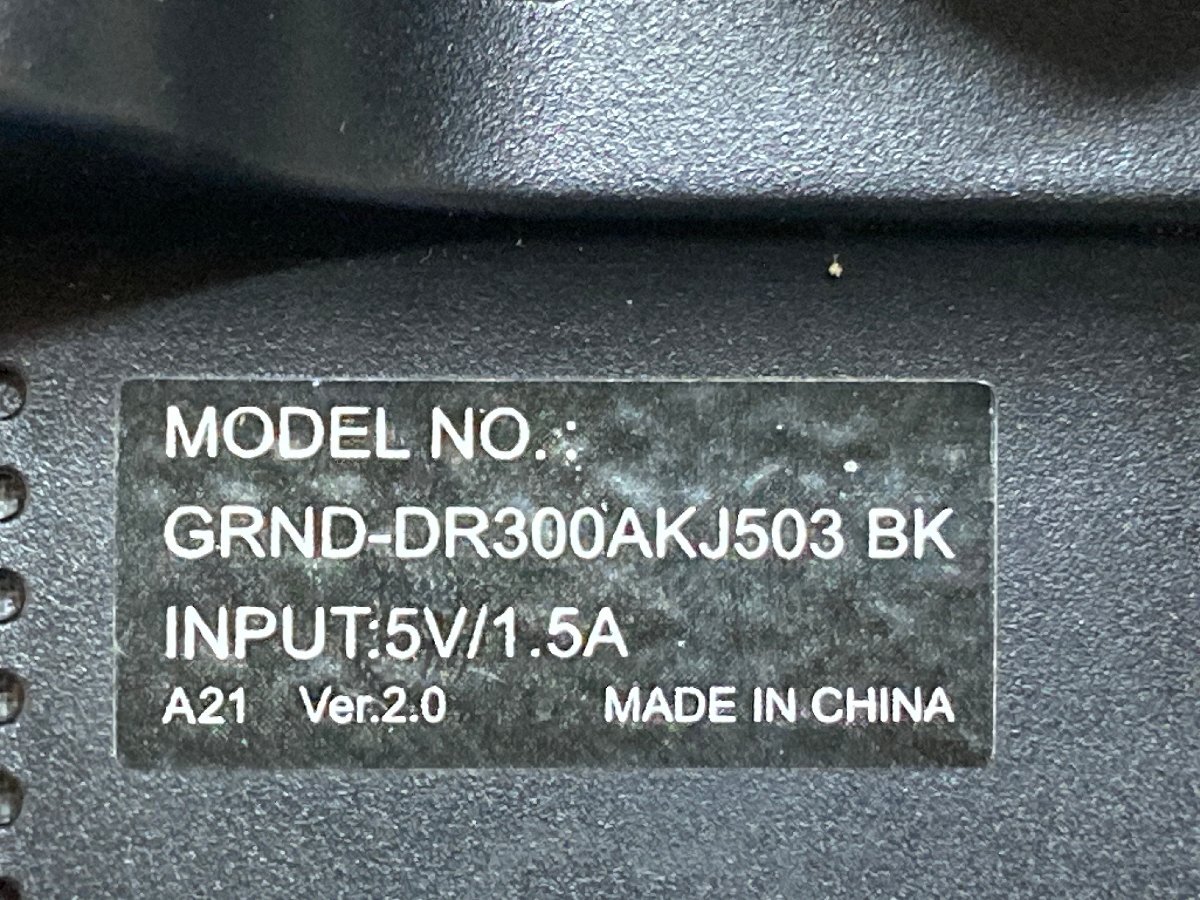 MODEL NO.:
GRND-DR300AKJ503 BK
INPUT:5V/1.5A
A21 Ver.2.0 MADE IN CHINA